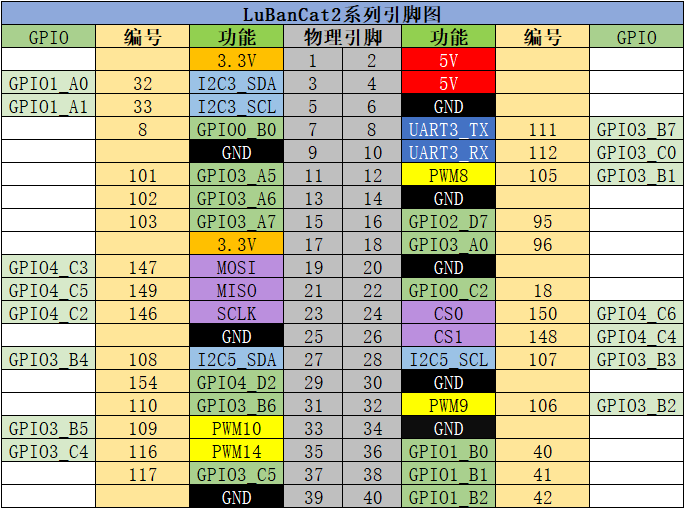 LuBanCat2系列引脚图
GPIO 编号 功能 物理引脚 功能 编号 GPIO
3.3V 1 2 5V
GPIO1_A0 32 I2C3_SDA 3 4 5V
GPIO1_A1 33 I2C3_SCL 5 6 GND
8 GPIO0_B0 7 8 UART3_TX 111 GPIO3_B7
GND 9 10 UART3_RX 112 GPIO3_C0
101 GPIO3_A5 11 12 PWM8 105 GPIO3_B1
102 GPIO3_A6 13 14 GND
103 GPIO3_A7 15 16 GPIO2_D7 95
3.3V 17 18 GPIO3_A0 96
GPIO4_C3 147 MOSI 19 20 GND
GPIO4_C5 149 MISO 21 22 GPIO0_C2 18
GPIO4_C2 146 SCLK 23 24 CS0 150 GPIO4_C6
GND 25 26 CS1 148 GPIO4_C4
GPIO3_B4 108 I2C5_SDA 27 28 I2C5_SCL 107 GPIO3_B3
154 GPIO4_D2 29 30 GND
110 GPIO3_B6 31 32 PWM9 106 GPIO3_B2
GPIO3_B5 109 PWM10 33 34 GND
GPIO3_C4 116 PWM14 35 36 GPIO1_B0 40
117 GPIO3_C5 37 38 GPIO1_B1 41
GND 39 40 GPIO1_B2 42